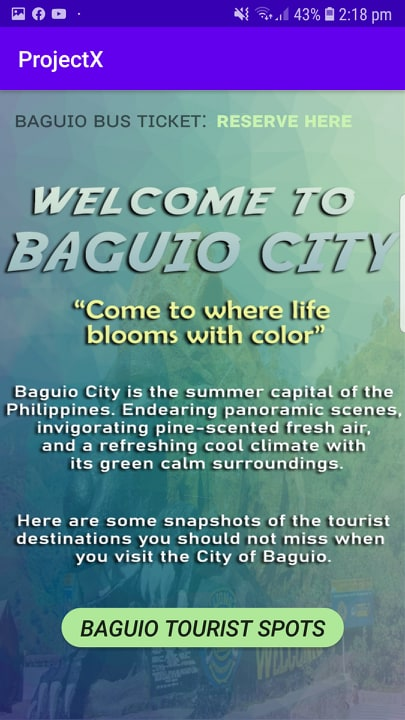 43% 2:18 pm
ProjectX
BAGUIO BUS TICKET: RESERVE HERE
WELCOME TO
BAGUIO CITY
“Come to where life
blooms with color”
Baguio City is the summer capital of the
Philippines. Endearing panoramic scenes,
invigorating pine-scented fresh air,
and a refreshing cool climate with
its green calm surroundings.
Here are some snapshots of the tourist
destinations you should not miss when
you visit the City of Baguio.
WELCOME
BAGUIO TOURIST SPOTS